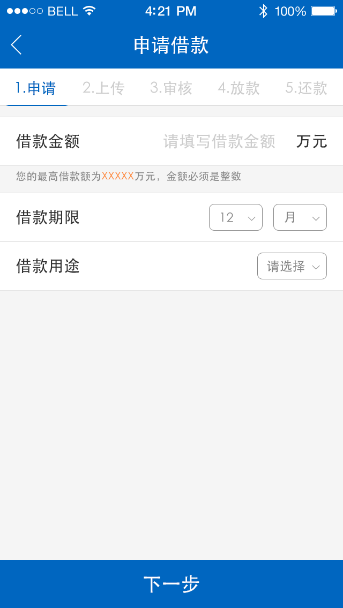 BELL 4:21 PM 100%
申请借款
1.申请 2.上传 3.审核 4.放款 5.还款
借款金额 请填写借款金额 万元
您的最高借款额为XXXXX万元，金额必须是整数
借款期限 12 月
借款用途 请选择
下一步